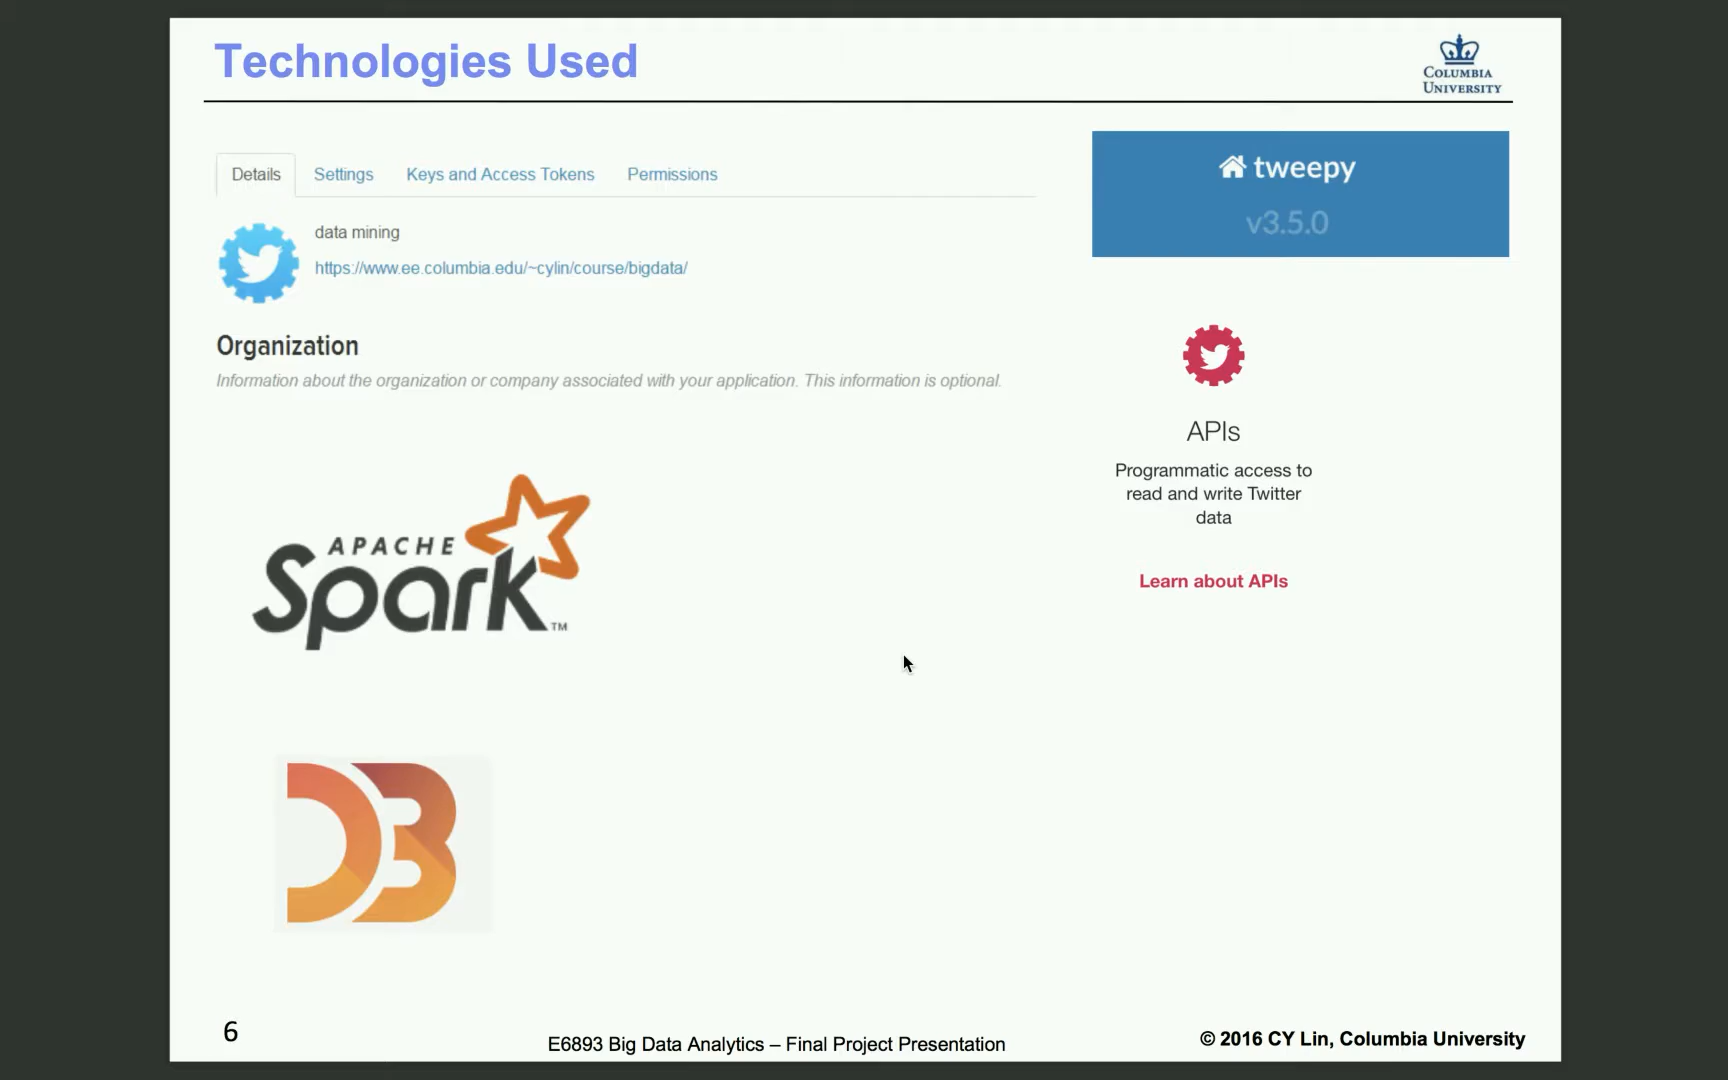 Technologies Used
COLUMBIA
UNIVERSITY
Details Settings Keys and Access Tokens Permissions
data mining
https://www.ee.columbia.edu/~cylin/course/bigdata/
Organization
Information about the organization or company associated with your application. This information is optional.
tweepy
v3.5.0
APIs
Programmatic access to
read and write Twitter
data
Learn about APIs
APACHE
Spark™
D3
6
E6893 Big Data Analytics – Final Project Presentation
© 2016 CY Lin, Columbia University